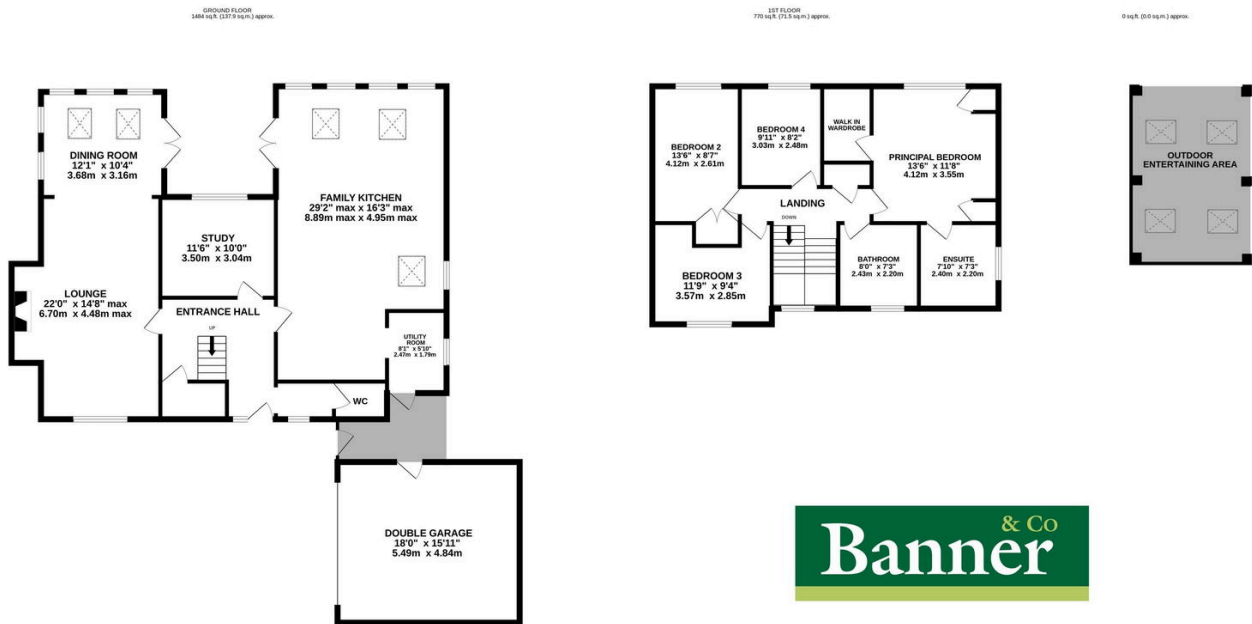 GROUND FLOOR
1484 sq.ft. (137.9 sq.m.) approx.
DINING ROOM
12'1" x 10'4"
3.68m x 3.16m
FAMILY KITCHEN
29'2" max x 16'3" max
8.89m max x 4.95m max
STUDY
11'6" x 10'0"
3.50m x 3.04m
LOUNGE
22'0" x 14'8" max
6.70m x 4.48m max
ENTRANCE HALL
UP
UTILITY
ROOM
8'1" x 5'10"
2.47m x 1.79m
WC
DOUBLE GARAGE
18'0" x 15'11"
5.49m x 4.84m
1ST FLOOR
770 sq.ft. (71.5 sq.m.) approx.
BEDROOM 2
13'6" x 8'7"
4.12m x 2.61m
BEDROOM 4
9'11" x 8'2"
3.03m x 2.48m
WALK IN
WARDROBE
PRINCIPAL BEDROOM
13'6" x 11'8"
4.12m x 3.55m
LANDING
DOWN
BEDROOM 3
11'9" x 9'4"
3.57m x 2.85m
BATHROOM
8'0" x 7'3"
2.43m x 2.20m
ENSUITE
7'10" x 7'3"
2.40m x 2.20m
0 sq.ft. (0.0 sq.m.) approx.
OUTDOOR
ENTERTAINING AREA
& Co
Banner